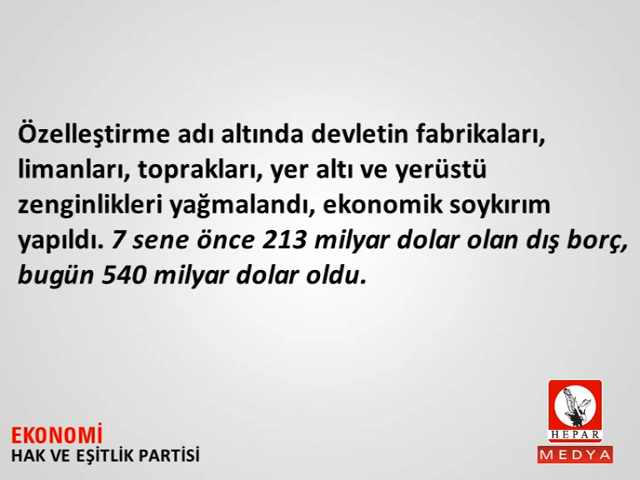 Özelleştirme adı altında devletin fabrikaları,
limanları, toprakları, yer altı ve yerüstü
zenginlikleri yağmalandı, ekonomik soykırım
yapıldı. 7 sene önce 213 milyar dolar olan dış borç,
bugün 540 milyar dolar oldu.
EKONOMİ
HAK VE EŞİTLİK PARTİSİ
HEPAR
MEDYA